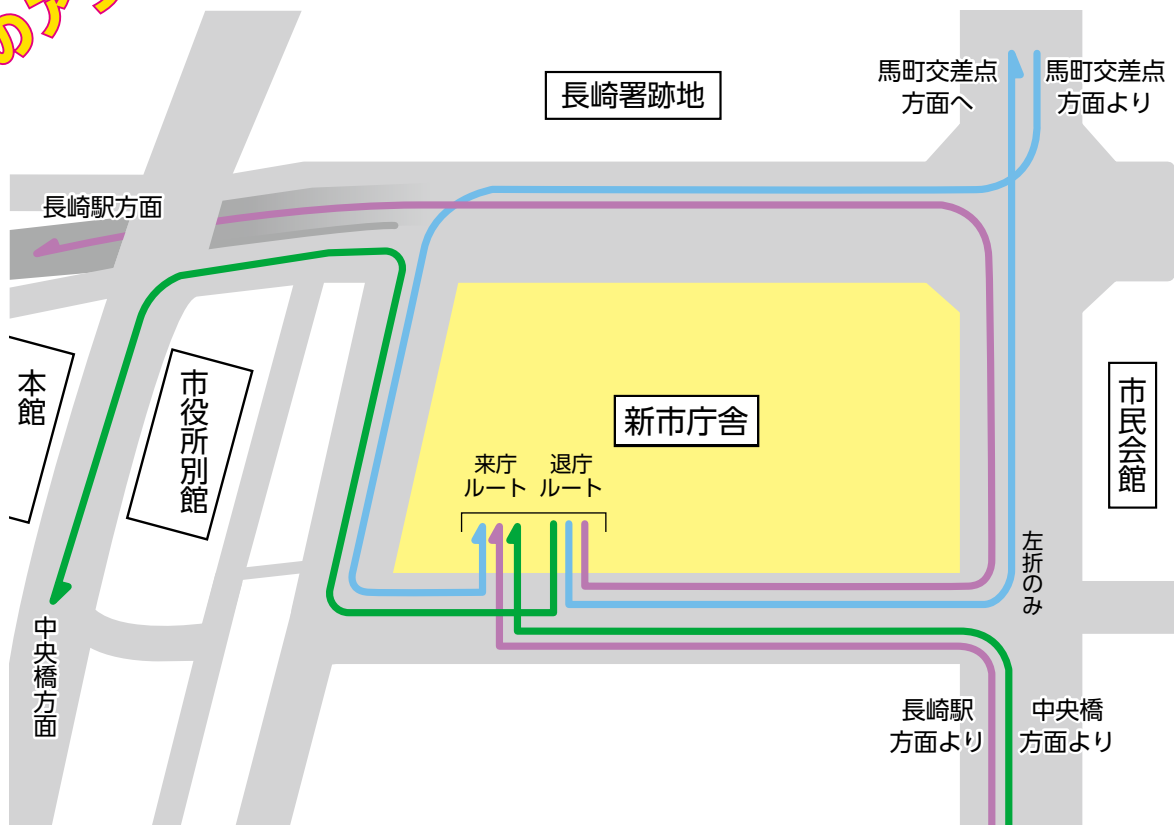 のア
長崎署跡地
馬町交差点
方面へ
馬町交差点
方面より
長崎駅方面
本館
市役所別館
新市庁舎
市民会館
来庁
ルート
退庁
ルート
左折のみ
中央橋方面
長崎駅
方面より
中央橋
方面より